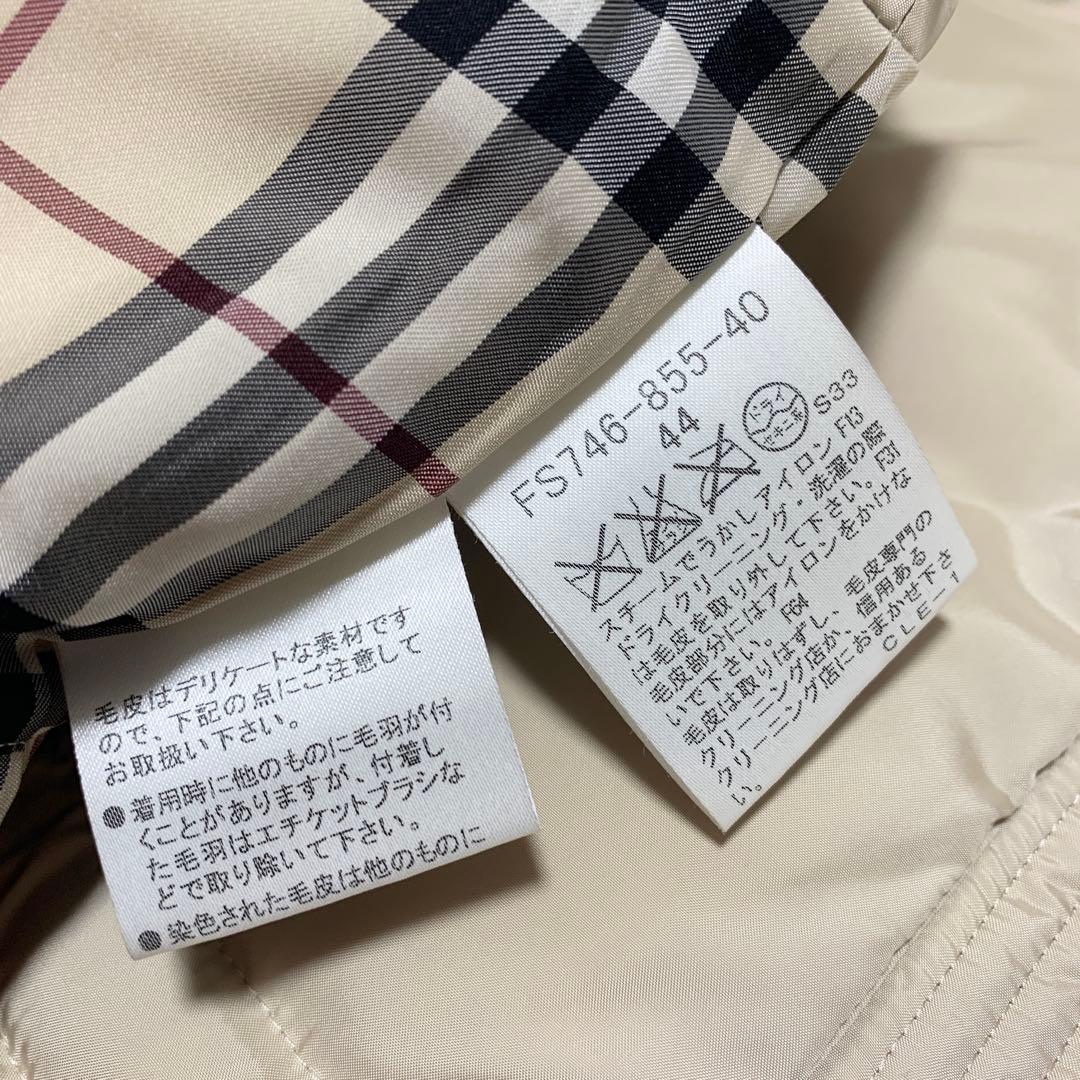 FS746-855-40
44
ドライ
セキユ系
S33
スチームでうかしアイロン F13
ドライクリーニング・洗濯の際
は毛皮を取り外して下さい。 F31
毛皮部分にはアイロンをかけな
いで下さい。 F64
毛皮は取りはずし、毛皮専門の
クリーニング店か、信用ある
クリーニング店におまかせ下さ
い。
CLE-1
毛皮はデリケートな素材です
ので、下記の点にご注意して
お取扱い下さい。
●着用時に他のものに毛羽が付
くことがありますが、付着し
た毛羽はエチケットブラシな
どで取り除いて下さい。
●染色された毛皮は他のものに